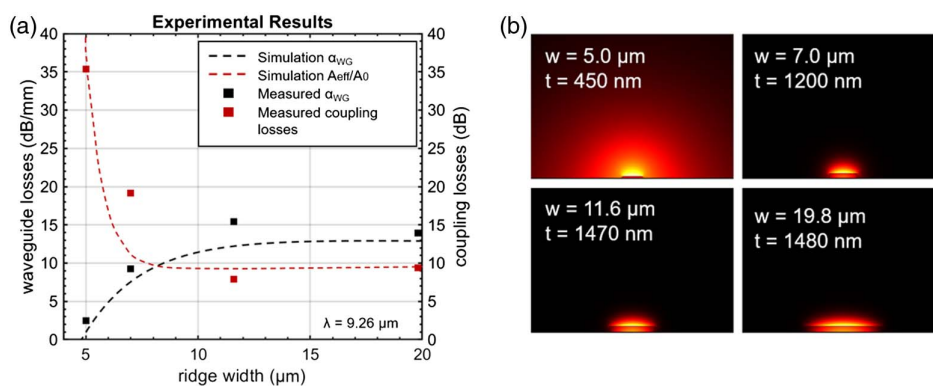 (a)
Experimental Results
40
35
30
25
20
15
10
5
0
waveguide losses (dB/mm)
5
10
15
20
ridge width (µm)
40
35
30
25
20
15
10
5
0
coupling losses (dB)
Simulation αWG
Simulation Aeff/A0
Measured αWG
Measured coupling
losses
λ = 9.26 µm
(b)
w = 5.0 µm
t = 450 nm
w = 7.0 µm
t = 1200 nm
w = 11.6 µm
t = 1470 nm
w = 19.8 µm
t = 1480 nm